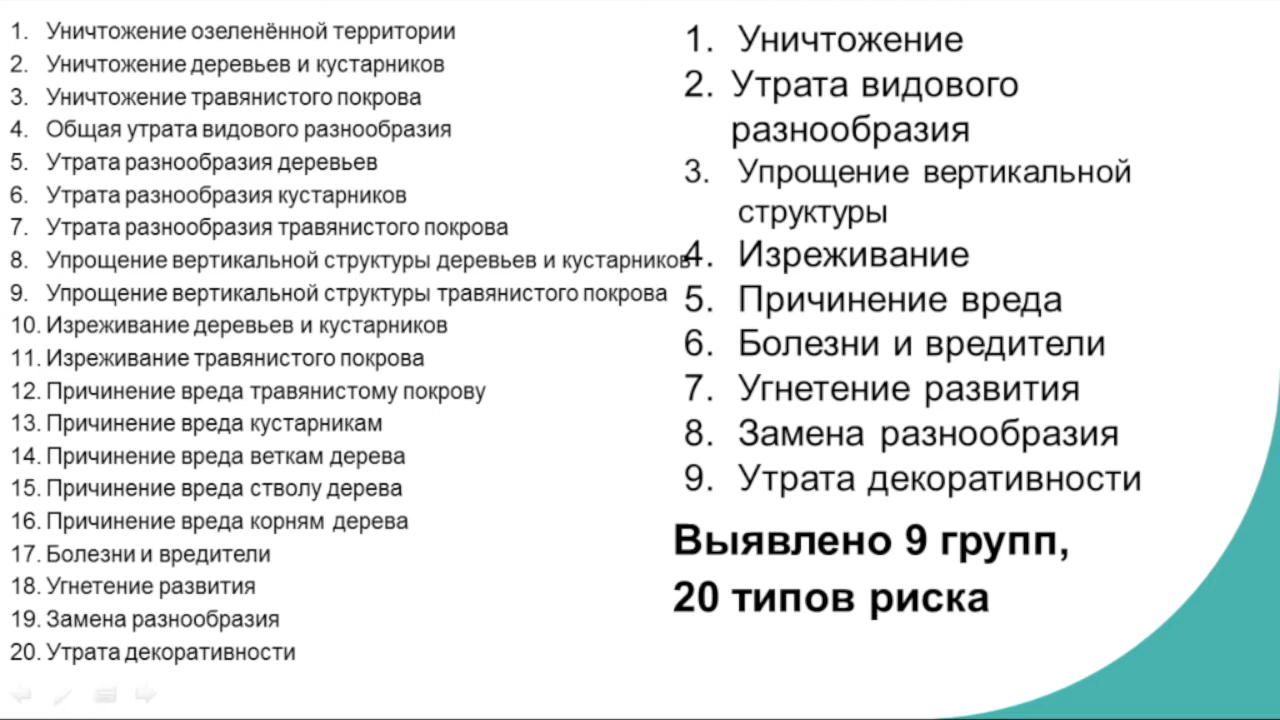 1. Уничтожение озеленённой территории
2. Уничтожение деревьев и кустарников
3. Уничтожение травянистого покрова
4. Общая утрата видового разнообразия
5. Утрата разнообразия деревьев
6. Утрата разнообразия кустарников
7. Утрата разнообразия травянистого покрова
8. Упрощение вертикальной структуры деревьев и кустарников
9. Упрощение вертикальной структуры травянистого покрова
10. Изреживание деревьев и кустарников
11. Изреживание травянистого покрова
12. Причинение вреда травянистому покрову
13. Причинение вреда кустарникам
14. Причинение вреда веткам дерева
15. Причинение вреда стволу дерева
16. Причинение вреда корням дерева
17. Болезни и вредители
18. Угнетение развития
19. Замена разнообразия
20. Утрата декоративности
1. Уничтожение
2. Утрата видового
разнообразия
3. Упрощение вертикальной
структуры
4. Изреживание
5. Причинение вреда
6. Болезни и вредители
7. Угнетение развития
8. Замена разнообразия
9. Утрата декоративности
Выявлено 9 групп,
20 типов риска